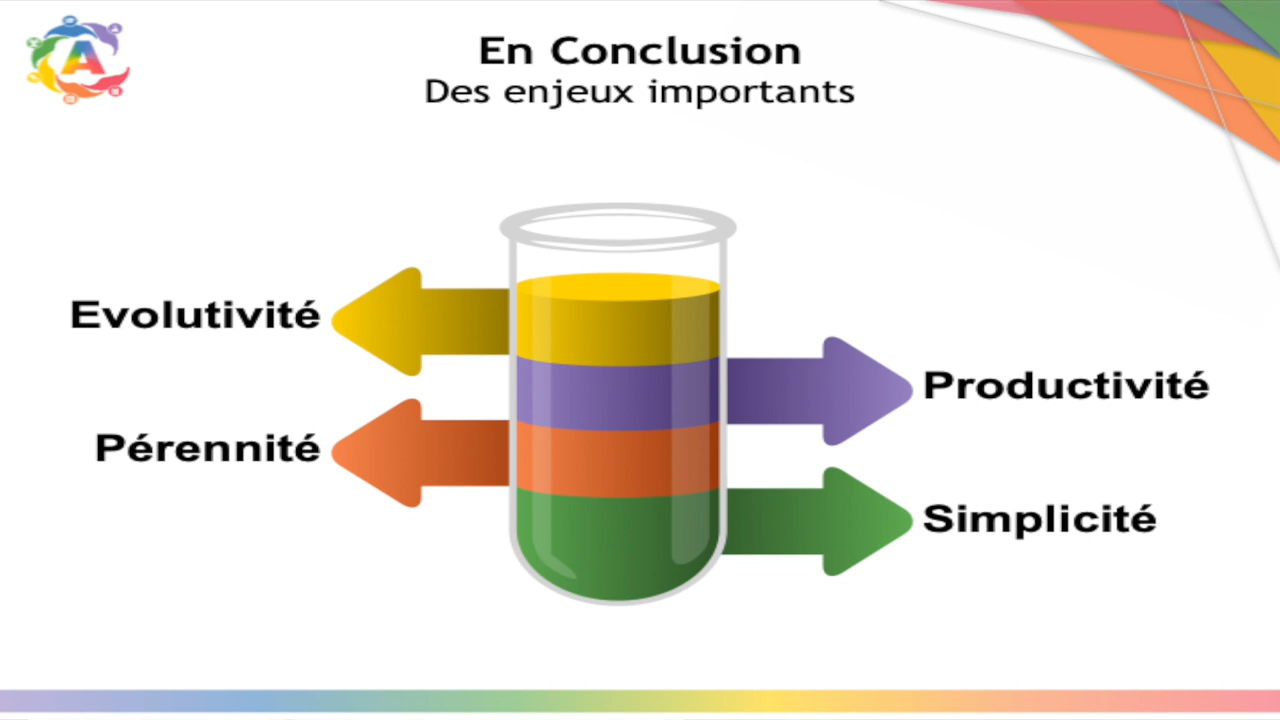 En Conclusion
Des enjeux importants
Evolutivité
Productivité
Pérennité
Simplicité
A